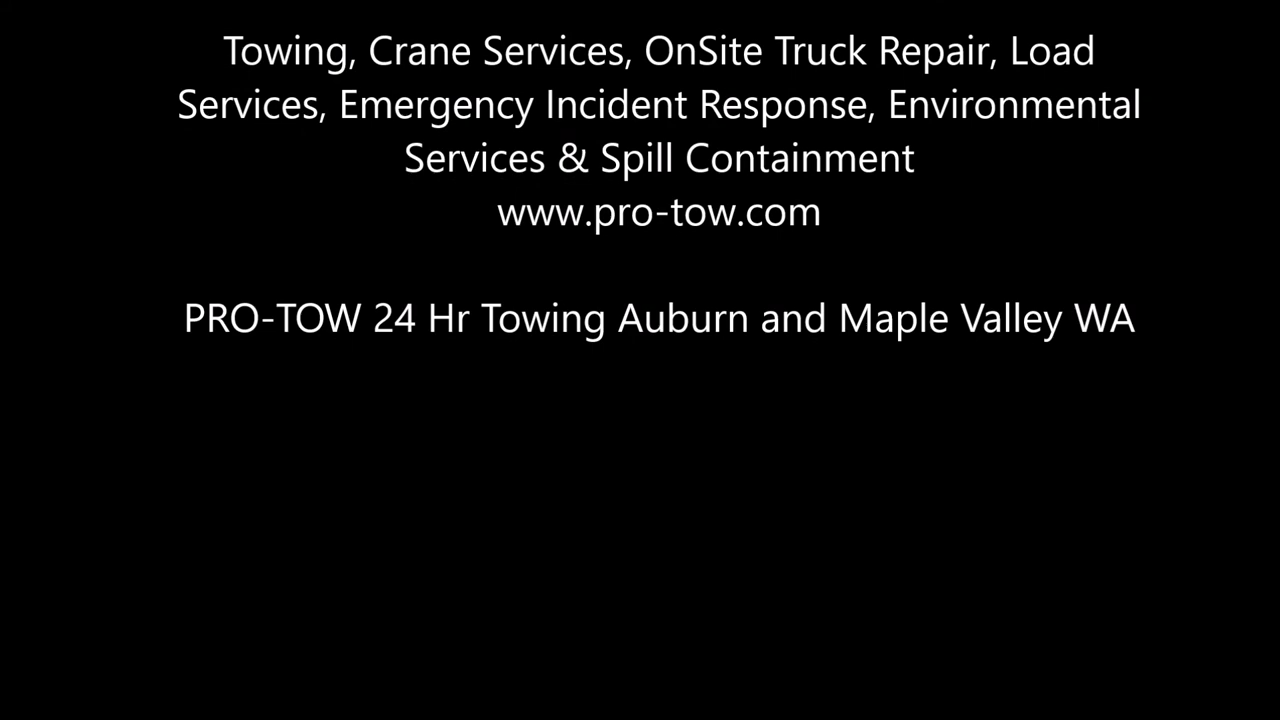 Towing, Crane Services, OnSite Truck Repair, Load
Services, Emergency Incident Response, Environmental
Services & Spill Containment
www.pro-tow.com
PRO-TOW 24 Hr Towing Auburn and Maple Valley WA